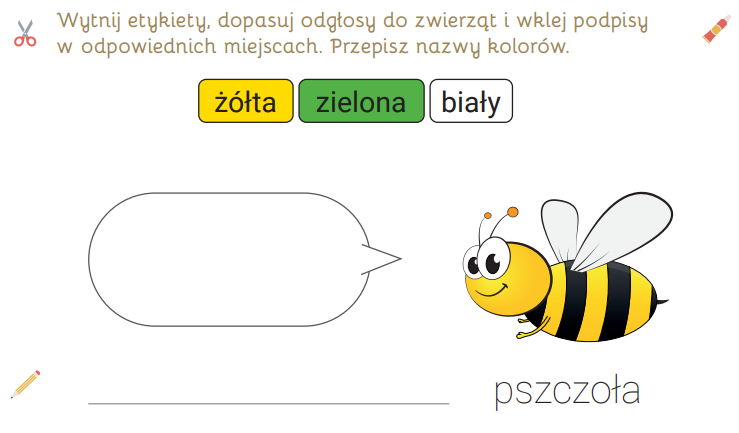 Wytnij etykiety, dopasuj odgłosy do zwierząt i wklej podpisy
w odpowiednich miejscach. Przepisz nazwy kolorów.
żółta zielona biały
pszczoła